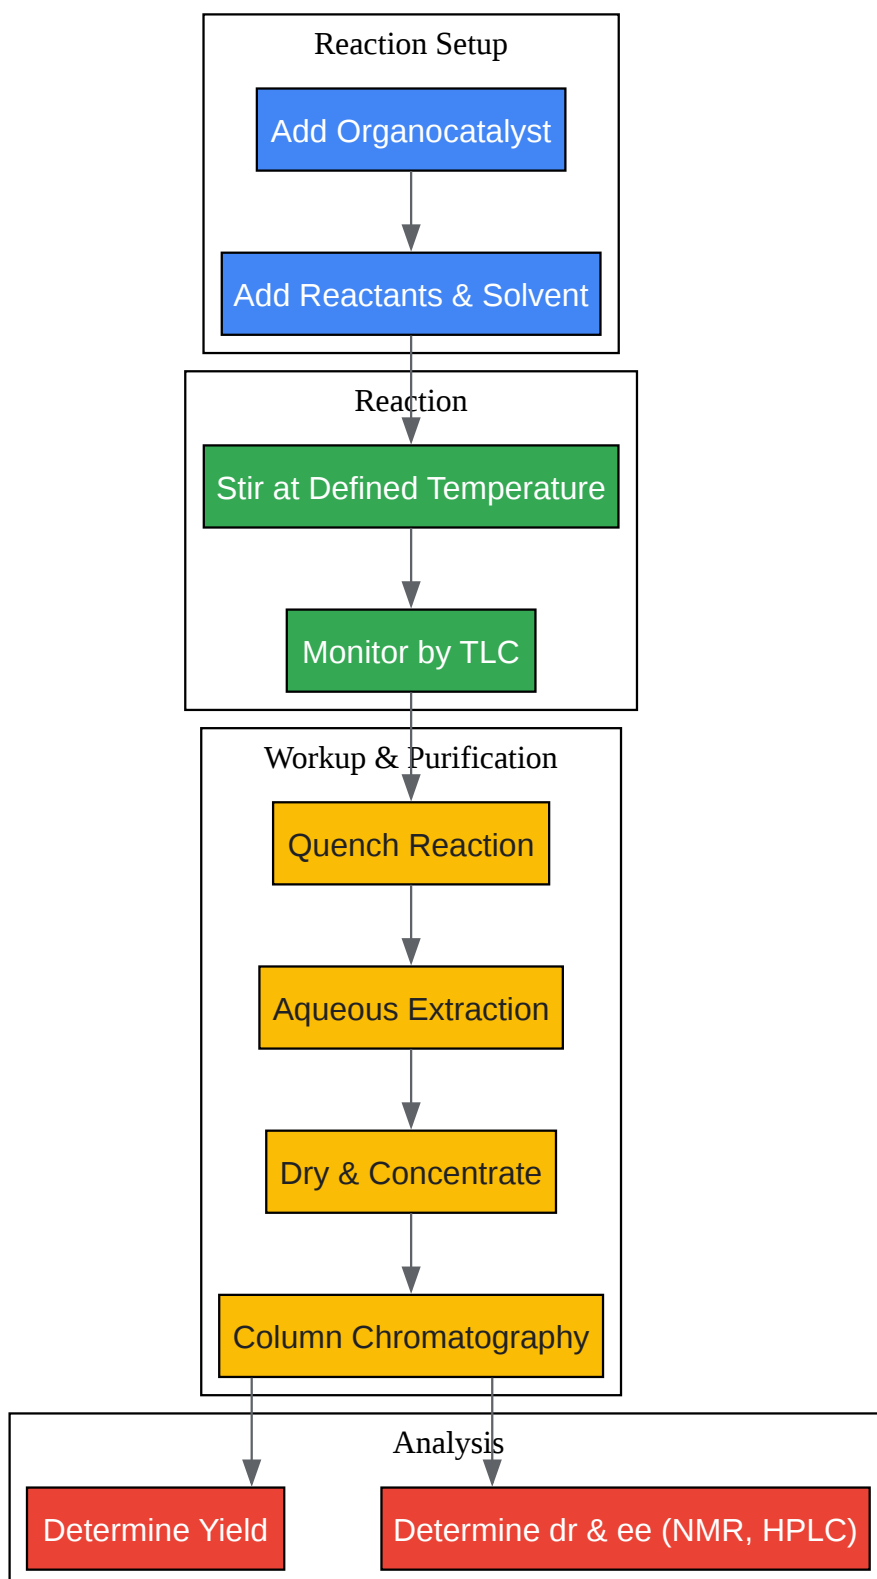 Reaction Setup
Add Organocatalyst
Add Reactants & Solvent
Reaction
Stir at Defined Temperature
Monitor by TLC
Workup & Purification
Quench Reaction
Aqueous Extraction
Dry & Concentrate
Column Chromatography
Analysis
Determine Yield
Determine dr & ee (NMR, HPLC)